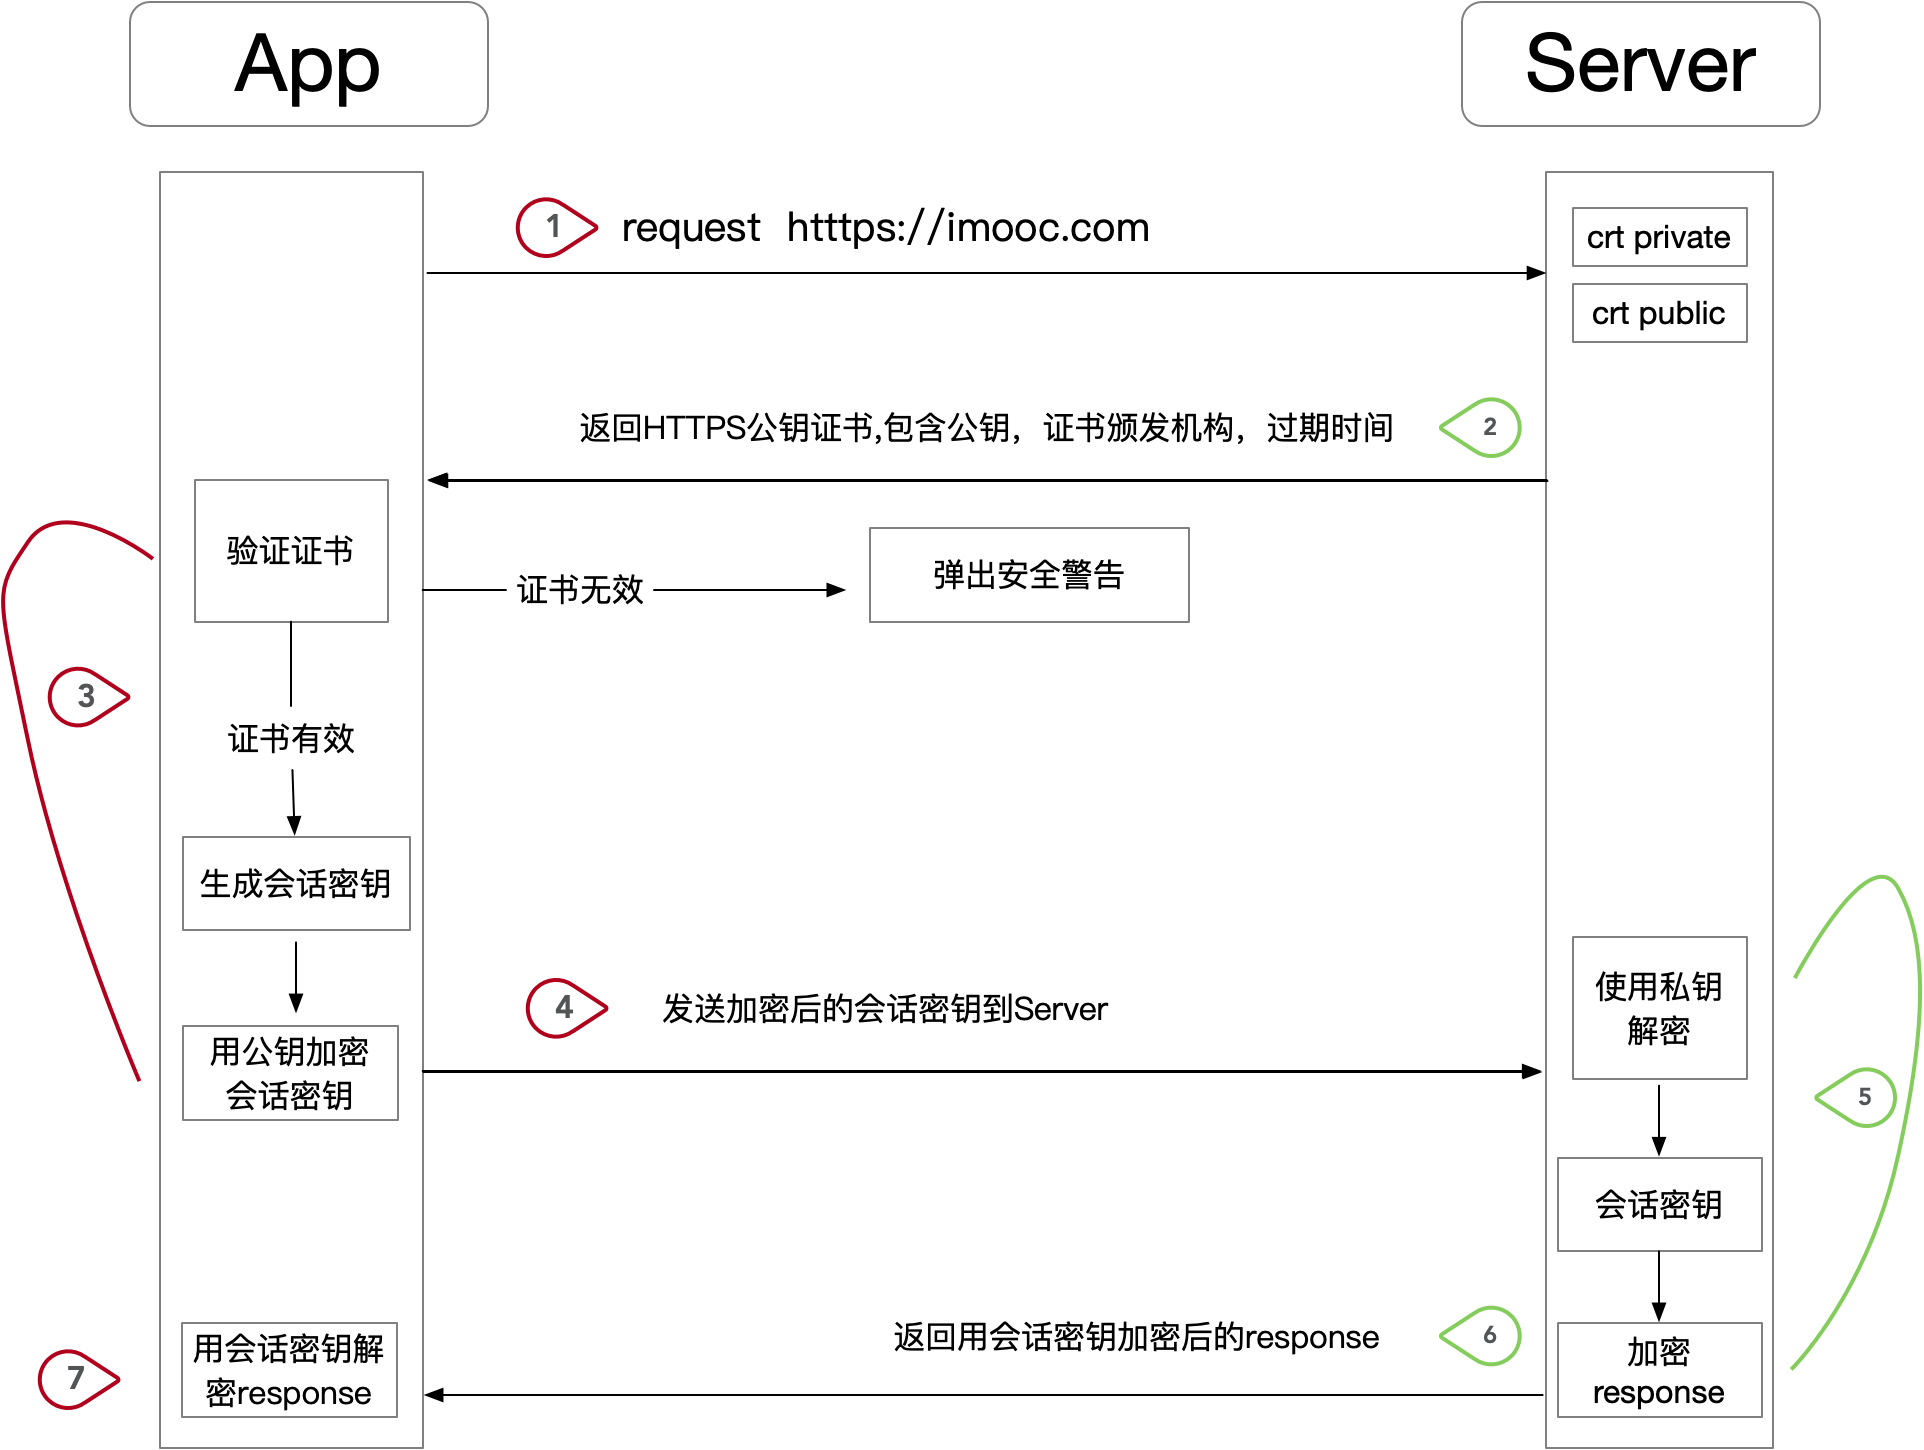 App
Server
1
request htttps://imooc.com
crt private
crt public
返回HTTPS公钥证书,包含公钥，证书颁发机构，过期时间
2
验证证书
证书无效
弹出安全警告
3
证书有效
生成会话密钥
4
发送加密后的会话密钥到Server
使用私钥
解密
用公钥加密
会话密钥
5
会话密钥
返回用会话密钥加密后的response
6
加密
response
7
用会话密钥解
密response